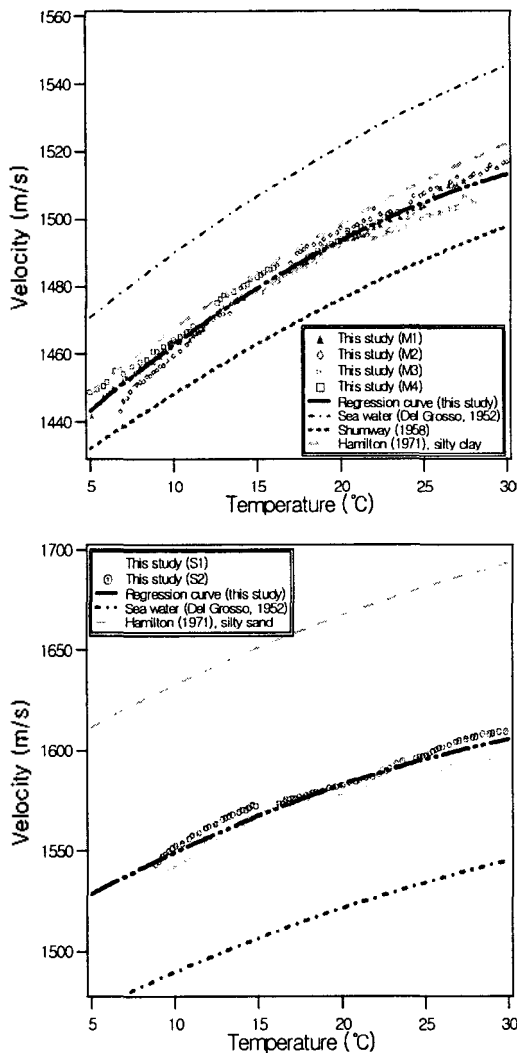 1560
1540
1520
1500
1480
1460
1440
Velocity (m/s)
This study (M1)
This study (M2)
This study (M3)
This study (M4)
Regression curve (this study)
Sea water (Del Grosso, 1952)
Shumway (1958)
Hamilton (1971), silty clay
5 10 15 20 25 30
Temperature (°C)
1700
1650
1600
1550
1500
Velocity (m/s)
This study (S1)
This study (S2)
Regression curve (this study)
Sea water (Del Grosso, 1952)
Hamilton (1971), silty sand
5 10 15 20 25 30
Temperature (°C)